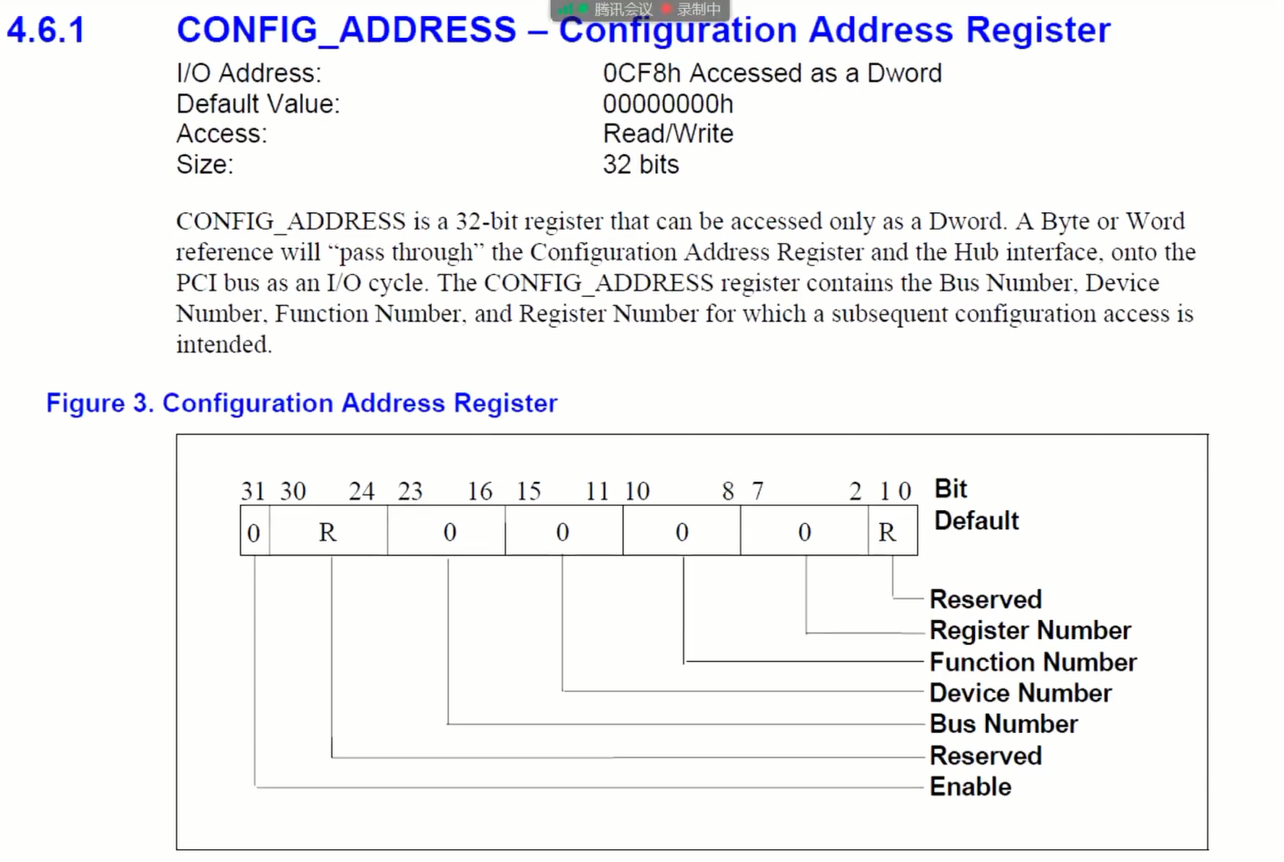 腾讯会议 录制中
4.6.1 CONFIG_ADDRESS – Configuration Address Register
I/O Address: 0CF8h Accessed as a Dword
Default Value: 00000000h
Access: Read/Write
Size: 32 bits
CONFIG_ADDRESS is a 32-bit register that can be accessed only as a Dword. A Byte or Word
reference will “pass through” the Configuration Address Register and the Hub interface, onto the
PCI bus as an I/O cycle. The CONFIG_ADDRESS register contains the Bus Number, Device
Number, Function Number, and Register Number for which a subsequent configuration access is
intended.
Figure 3. Configuration Address Register
31 30 24 23 16 15 11 10 8 7 2 1 0 Bit
0 R 0 0 0 0 R Default
Reserved
Register Number
Function Number
Device Number
Bus Number
Reserved
Enable